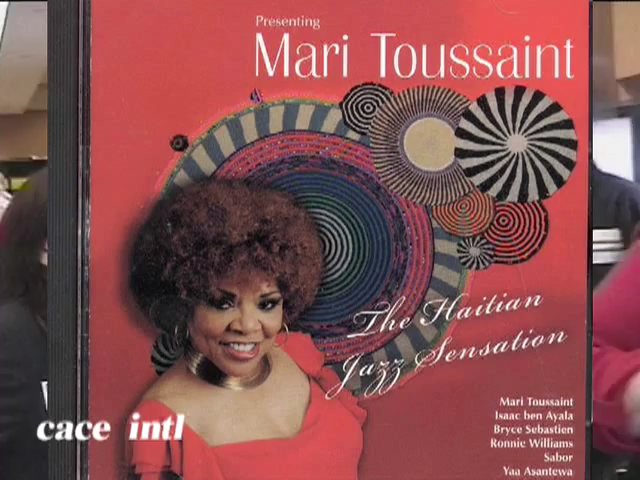 Presenting
Mari Toussaint
The Haitian
Jazz Sensation
Mari Toussaint
Isaac ben Ayala
Bryce Sebastien
Ronnie Williams
Sabor
Yaa Asantewa
cace intl